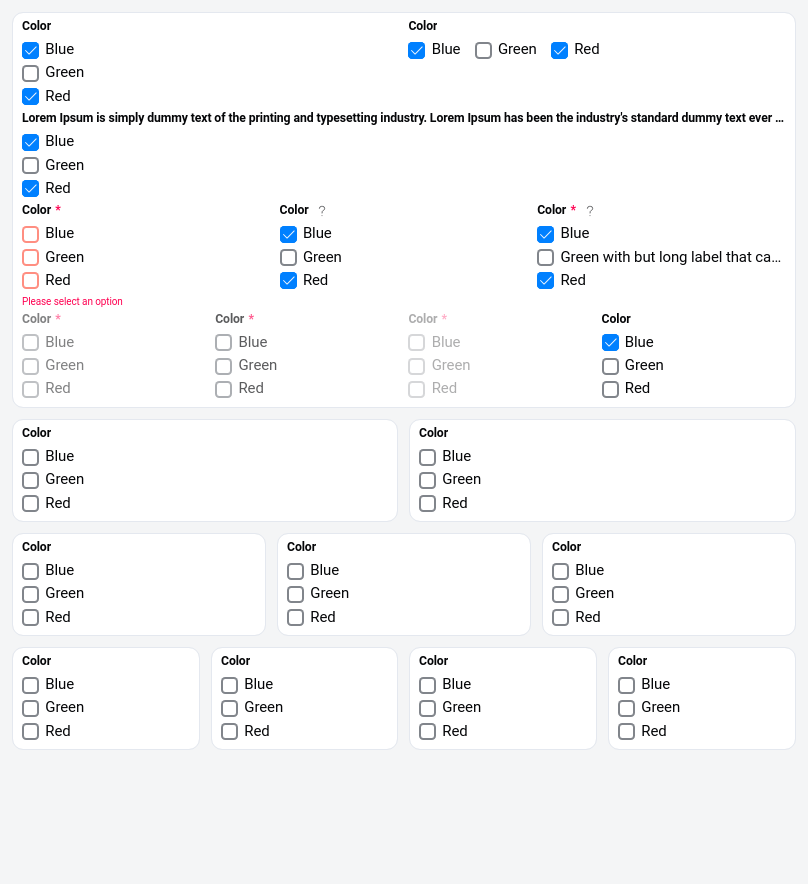 Color Color
Blue Blue Green Red
Green
Red
Lorem Ipsum is simply dummy text of the printing and typesetting industry. Lorem Ipsum has been the industry's standard dummy text ever ...
Blue
Green
Red
Color * Color ? Color * ?
Blue Blue Blue
Green Green Green with but long label that ca...
Red Red Red
Please select an option
Color * Color * Color * Color
Blue Blue Blue Blue
Green Green Green Green
Red Red Red Red
Color Color
Blue Blue
Green Green
Red Red
Color Color Color
Blue Blue Blue
Green Green Green
Red Red Red
Color Color Color Color
Blue Blue Blue Blue
Green Green Green Green
Red Red Red Red